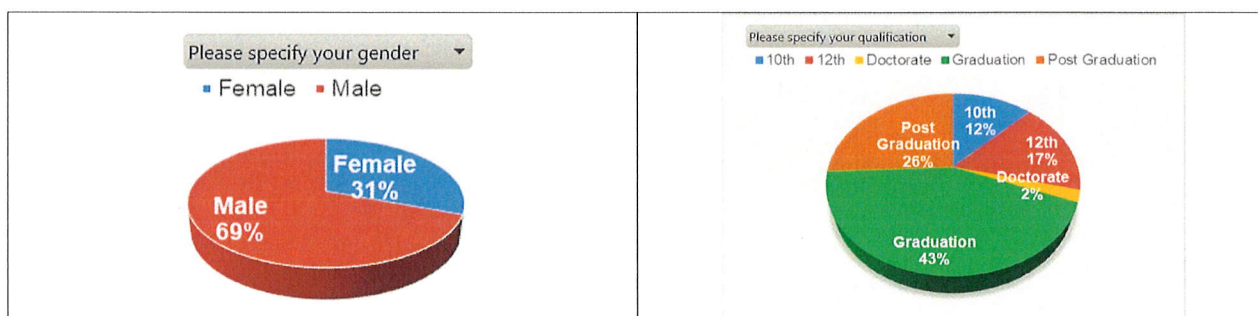 Please specify your gender
Female Male
Female
31%
Male
69%
Please specify your qualification
10th 12th Doctorate Graduation Post Graduation
10th
12%
12th
17%
Doctorate
2%
Graduation
43%
Post
Graduation
26%